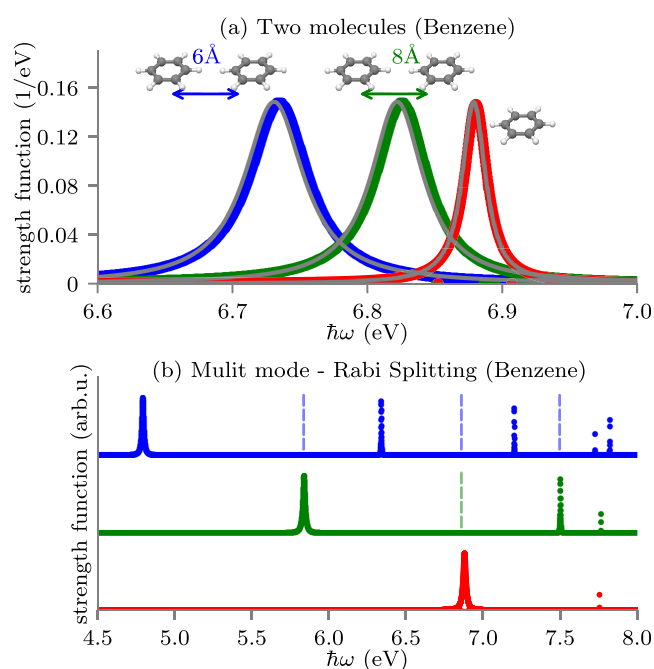 (a) Two molecules (Benzene)
strength function (1/eV)
0.16
0.12
0.08
0.04
0
6Å
8Å
6.6 6.7 6.8 6.9 7.0
ℏω (eV)
(b) Mulit mode - Rabi Splitting (Benzene)
strength function (arb.u.)
4.5 5.0 5.5 6.0 6.5 7.0 7.5 8.0
ℏω (eV)